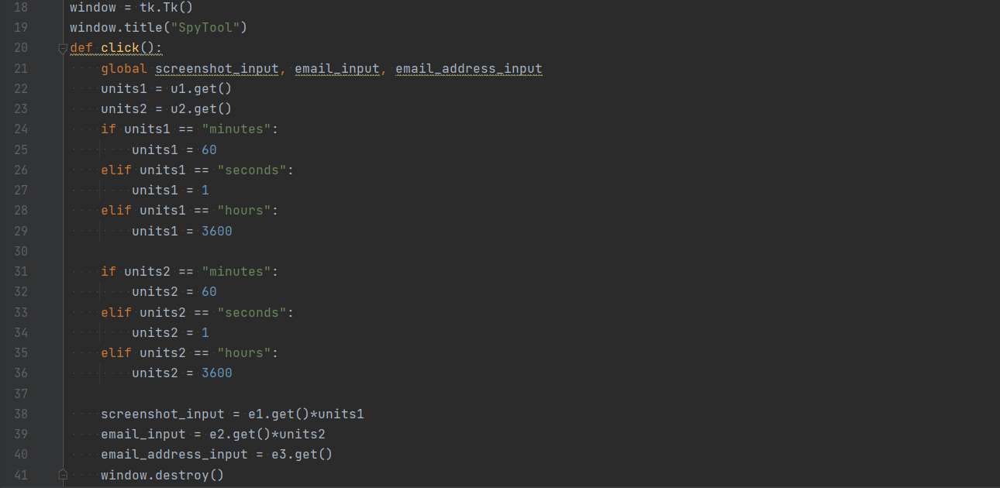 18 window = tk.Tk()
19 window.title("SpyTool")
20 def click():
21     global screenshot_input, email_input, email_address_input
22     units1 = u1.get()
23     units2 = u2.get()
24     if units1 == "minutes":
25         units1 = 60
26     elif units1 == "seconds":
27         units1 = 1
28     elif units1 == "hours":
29         units1 = 3600
30
31     if units2 == "minutes":
32         units2 = 60
33     elif units2 == "seconds":
34         units2 = 1
35     elif units2 == "hours":
36         units2 = 3600
37
38     screenshot_input = e1.get()*units1
39     email_input = e2.get()*units2
40     email_address_input = e3.get()
41     window.destroy()